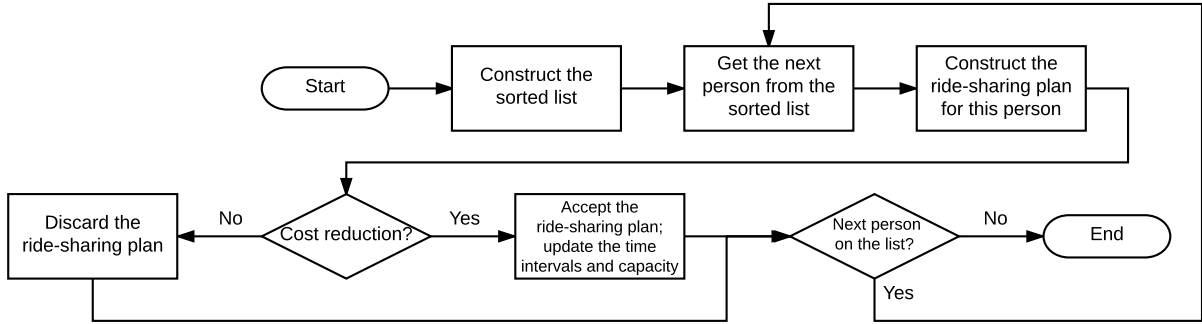 Start
Construct the
sorted list
Get the next
person from the
sorted list
Construct the
ride-sharing plan
for this person
Discard the
ride-sharing plan
No
Cost reduction?
Yes
Accept the
ride-sharing plan;
update the time
intervals and capacity
Next person
on the list?
No
End
Yes